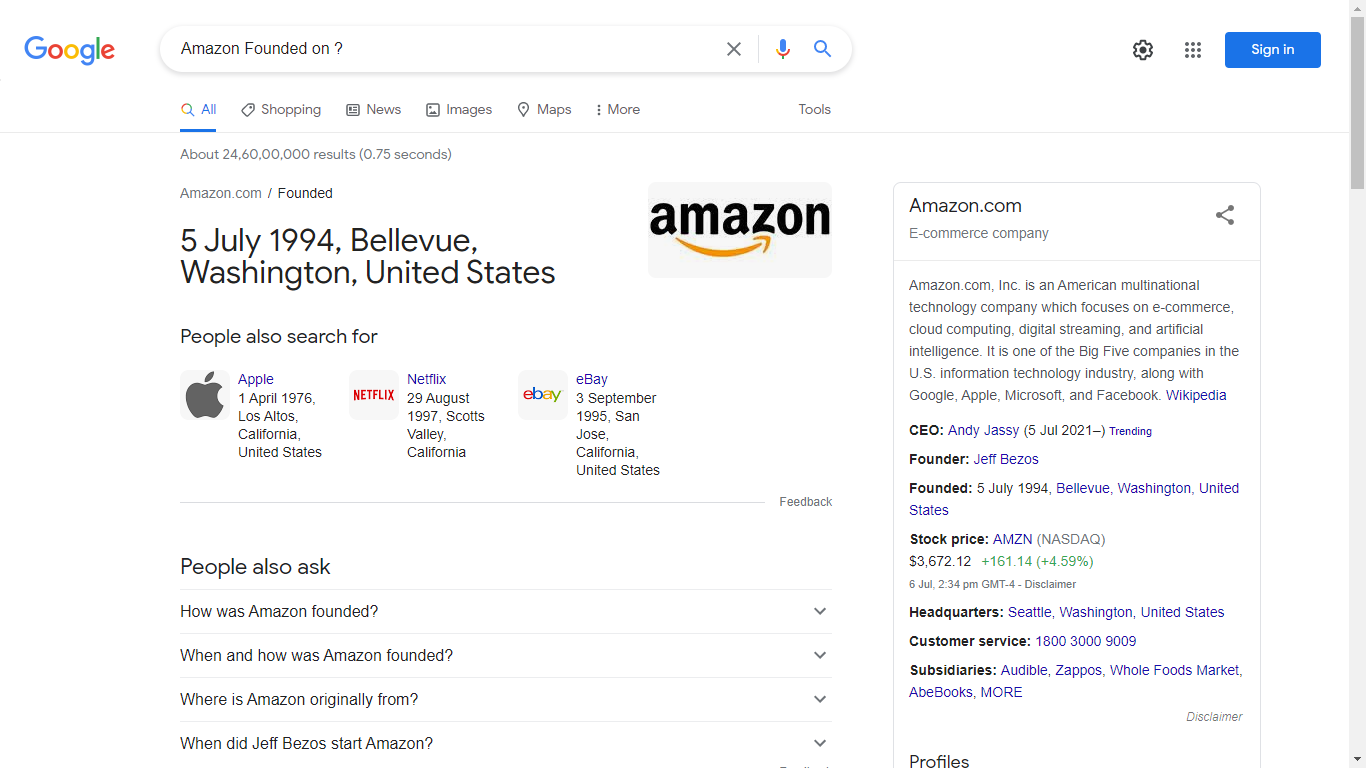 Google
Amazon Founded on ?
Sign in
All
Shopping
News
Images
Maps
More
Tools
About 24,60,00,000 results (0.75 seconds)
Amazon.com / Founded
5 July 1994, Bellevue,
Washington, United States
amazon
People also search for
Apple
1 April 1976,
Los Altos,
California,
United States
NETFLIX
Netflix
29 August
1997, Scotts
Valley,
California
ebay
eBay
3 September
1995, San
Jose,
California,
United States
Feedback
People also ask
How was Amazon founded?
When and how was Amazon founded?
Where is Amazon originally from?
When did Jeff Bezos start Amazon?
Amazon.com
E-commerce company
Amazon.com, Inc. is an American multinational
technology company which focuses on e-commerce,
cloud computing, digital streaming, and artificial
intelligence. It is one of the Big Five companies in the
U.S. information technology industry, along with
Google, Apple, Microsoft, and Facebook. Wikipedia
CEO: Andy Jassy (5 Jul 2021–) Trending
Founder: Jeff Bezos
Founded: 5 July 1994, Bellevue, Washington, United
States
Stock price: AMZN (NASDAQ)
$3,672.12 +161.14 (+4.59%)
6 Jul, 2:34 pm GMT-4 - Disclaimer
Headquarters: Seattle, Washington, United States
Customer service: 1800 3000 9009
Subsidiaries: Audible, Zappos, Whole Foods Market,
AbeBooks, MORE
Disclaimer
Profiles